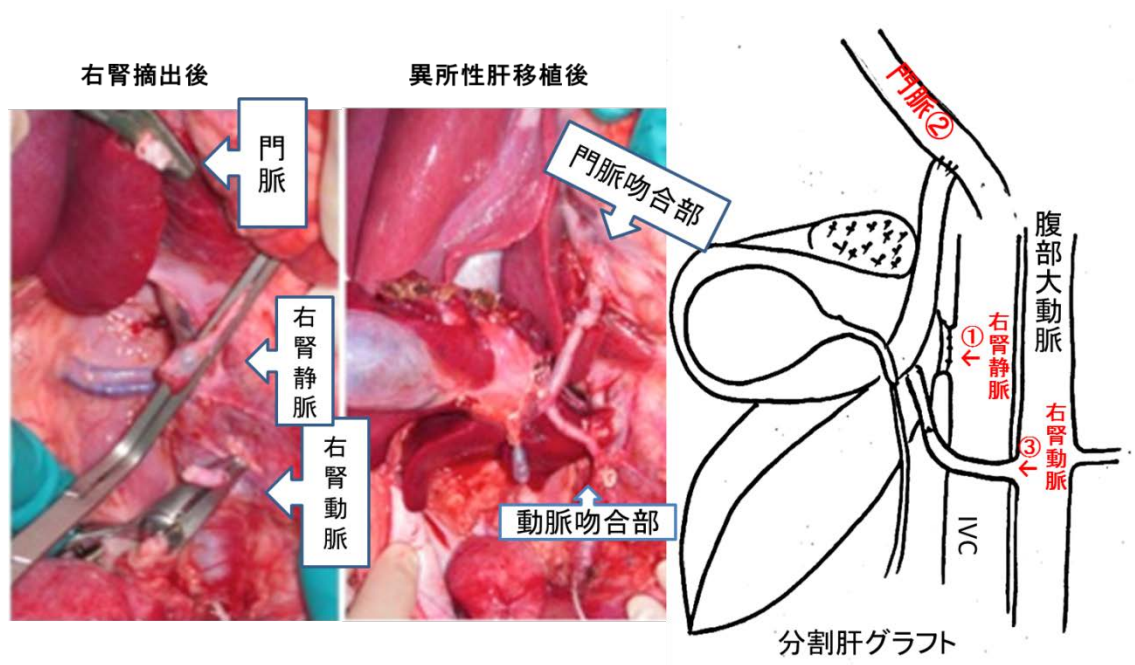 右腎摘出後
門脈
右腎静脈
右腎動脈
異所性肝移植後
門脈吻合部
動脈吻合部
門脈②
腹部大動脈
右腎静脈
①←
右腎動脈
③←
IVC
分割肝グラフト